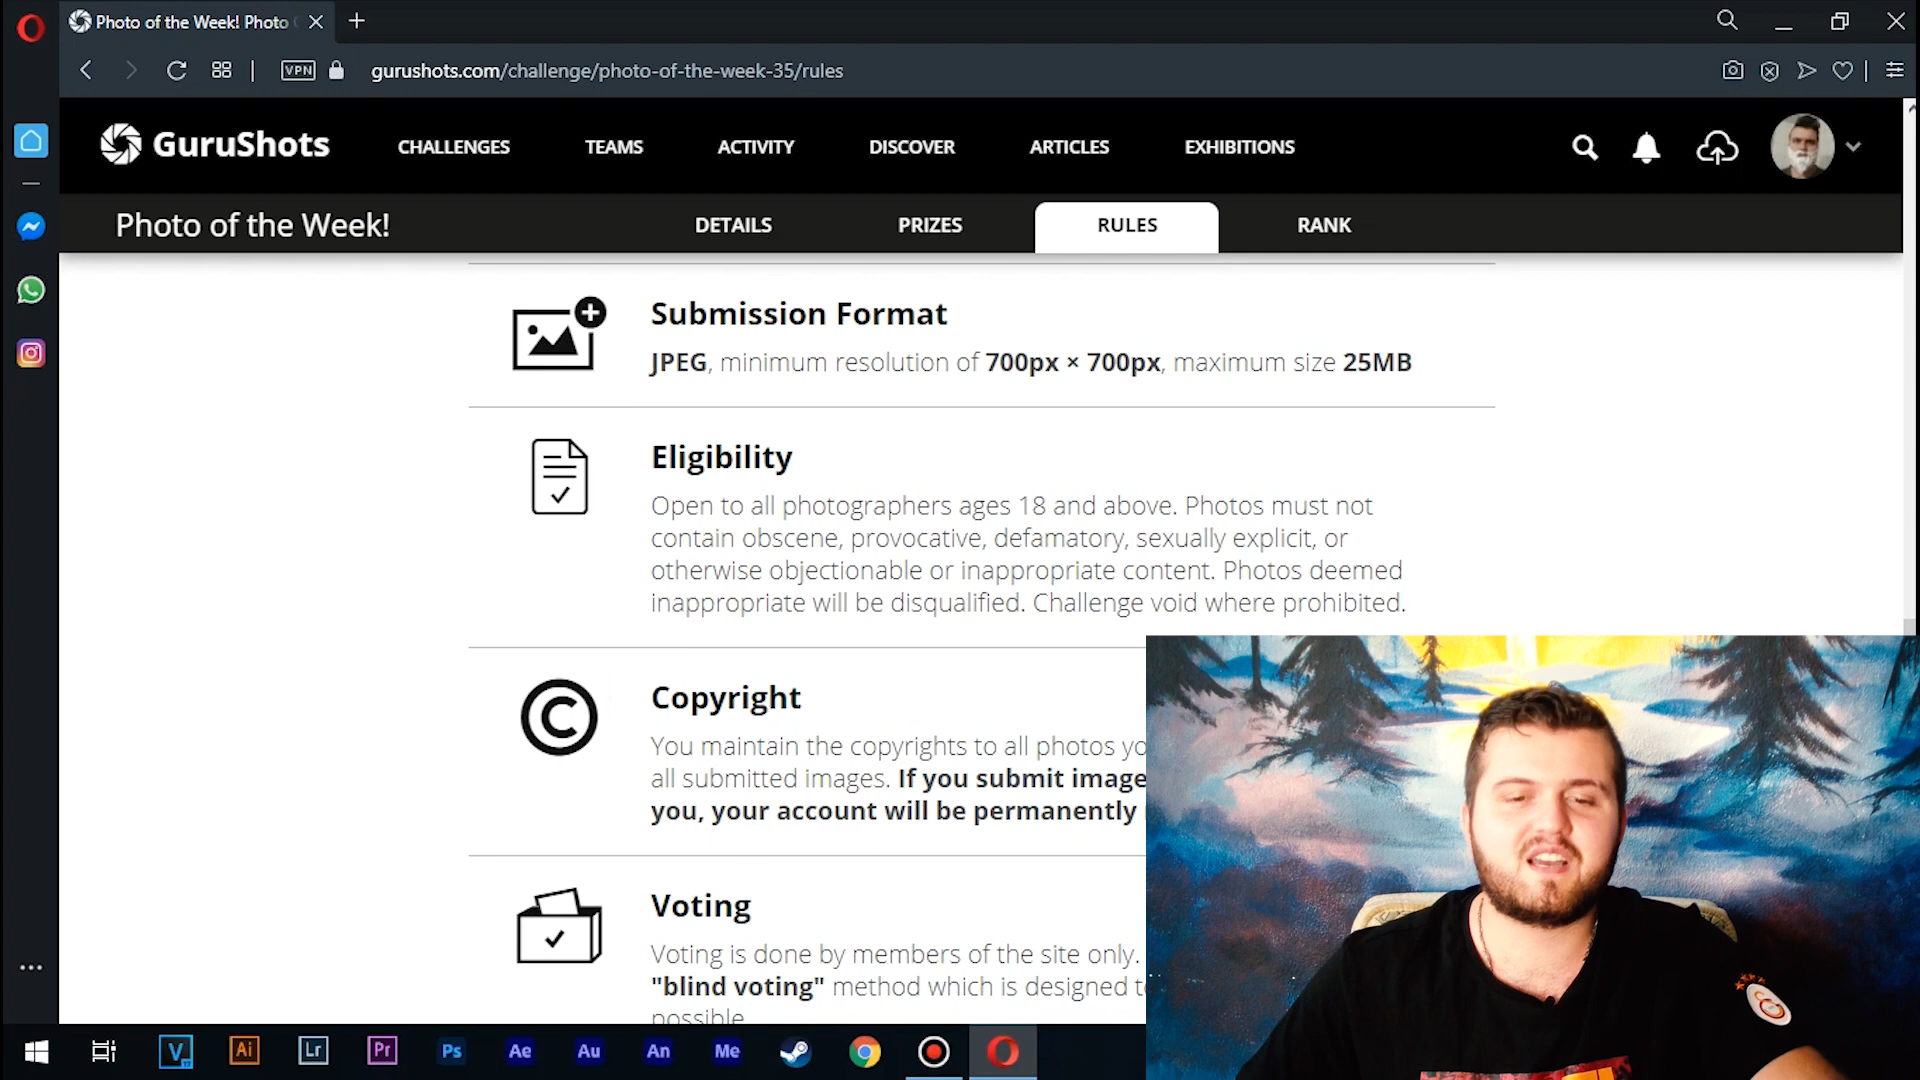 Photo of the Week! Photo
VPN
gurushots.com/challenge/photo-of-the-week-35/rules
GuruShots
CHALLENGES
TEAMS
ACTIVITY
DISCOVER
ARTICLES
EXHIBITIONS
Photo of the Week!
DETAILS
PRIZES
RULES
RANK
Submission Format
JPEG, minimum resolution of 700px × 700px, maximum size 25MB
Eligibility
Open to all photographers ages 18 and above. Photos must not
contain obscene, provocative, defamatory, sexually explicit, or
otherwise objectionable or inappropriate content. Photos deemed
inappropriate will be disqualified. Challenge void where prohibited.
Copyright
You maintain the copyrights to all photos
all submitted images. If you submit image
you, your account will be permanently
Voting
Voting is done by members of the site only.
"blind voting" method which is designed
possible
V
Ai
Lr
Pr
Ps
Ae
Au
An
Me